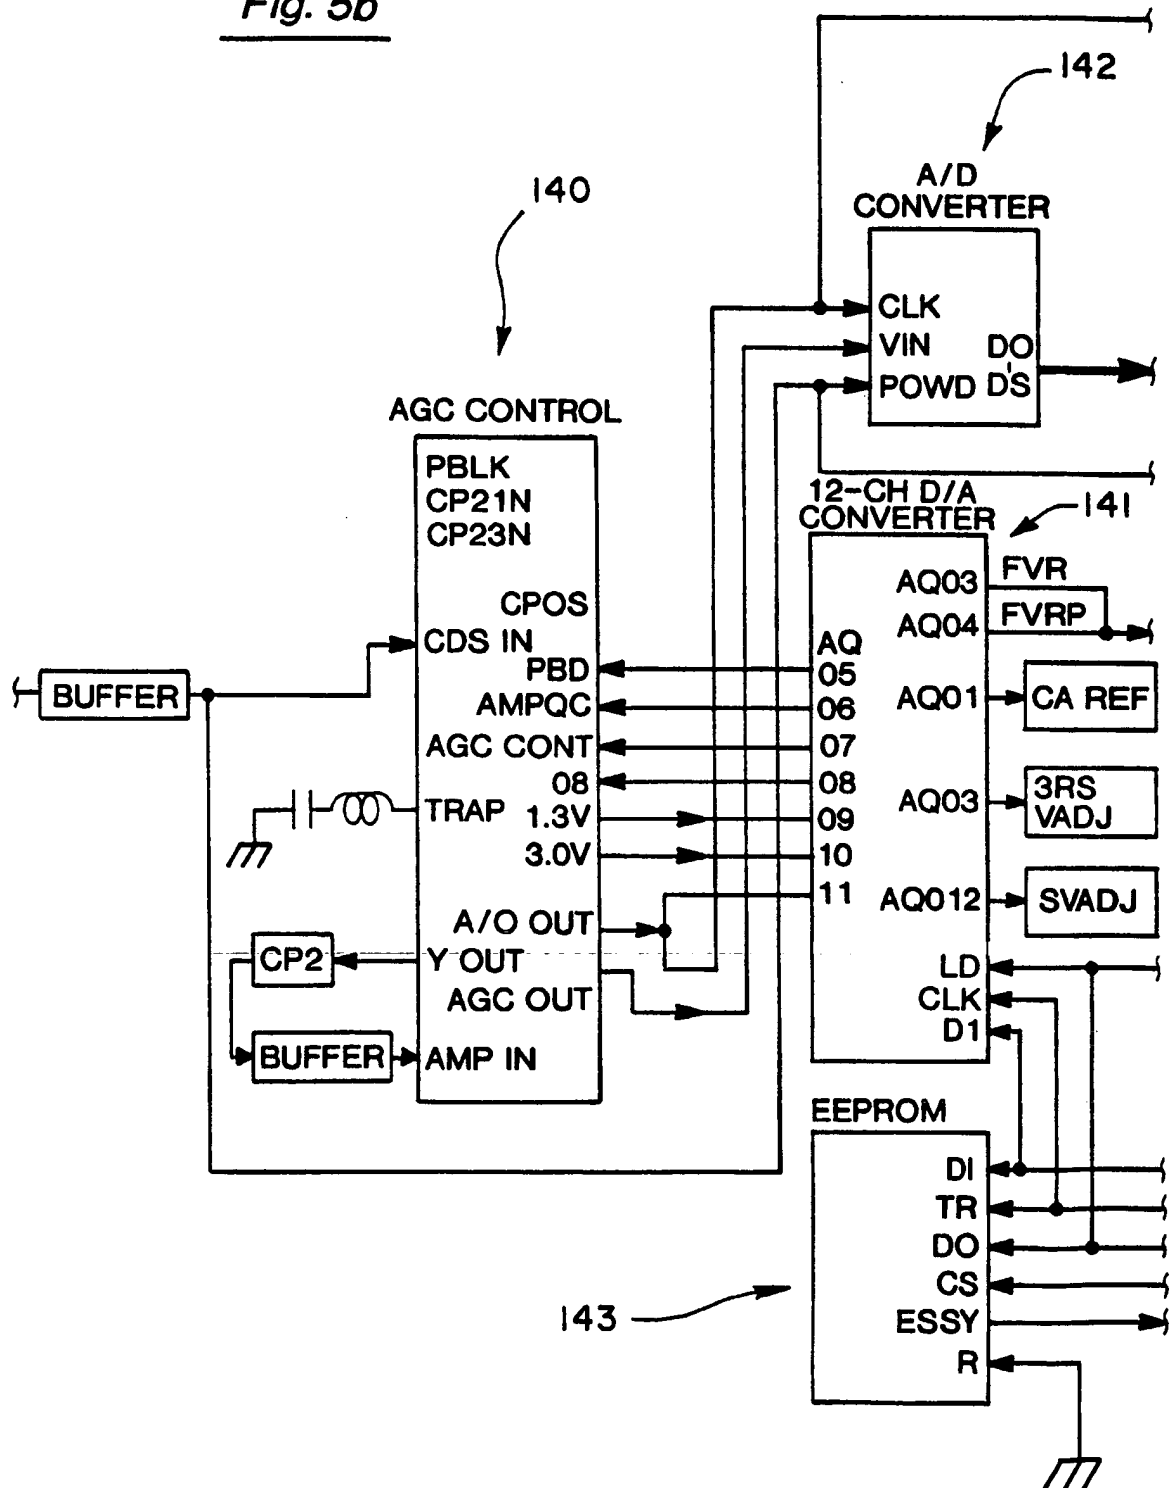 Fig. 5b
142
A/D
CONVERTER
140
CLK
VIN
DO
POWD
D'S
AGC CONTROL
PBLK
CP21N
CP23N
CPOS
CDS IN
PBD
AMPQC
AGC CONT
08
TRAP
1.3V
3.0V
A/O OUT
Y OUT
AGC OUT
AMP IN
BUFFER
CP2
BUFFER
12-CH D/A
CONVERTER
141
AQ03
FVR
AQ04
FVRP
AQ
05
06
AQ01
CA REF
07
08
AQ03
3RS
VADJ
09
10
11
AQ012
SVADJ
LD
CLK
D1
EEPROM
DI
TR
DO
CS
ESSY
R
143